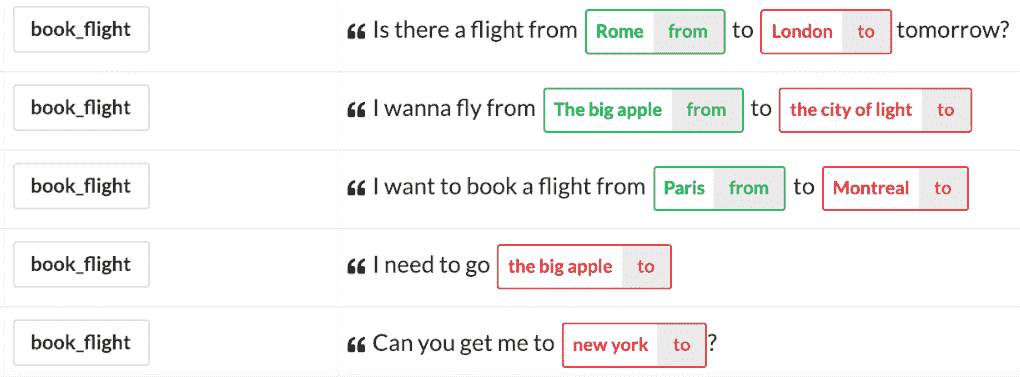 book_flight “ Is there a flight from Rome from to London to tomorrow?
book_flight “ I wanna fly from The big apple from to the city of light to
book_flight “ I want to book a flight from Paris from to Montreal to
book_flight “ I need to go the big apple to
book_flight “ Can you get me to new york to ?